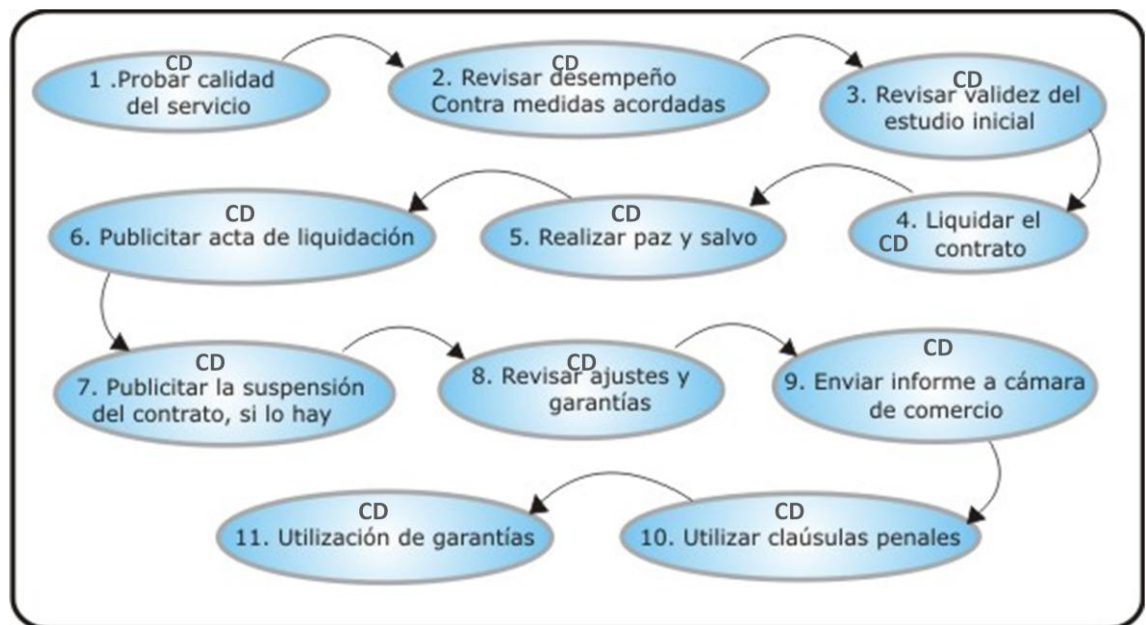 CD
1 .Probar calidad
del servicio
CD
2. Revisar desempeño
Contra medidas acordadas
CD
3. Revisar validez del
estudio inicial
4. Liquidar el
CD
contrato
CD
5. Realizar paz y salvo
CD
6. Publicitar acta de liquidación
CD
7. Publicitar la suspensión
del contrato, si lo hay
CD
8. Revisar ajustes y
garantías
CD
9. Enviar informe a cámara
de comercio
CD
10. Utilizar claúsulas penales
CD
11. Utilización de garantías